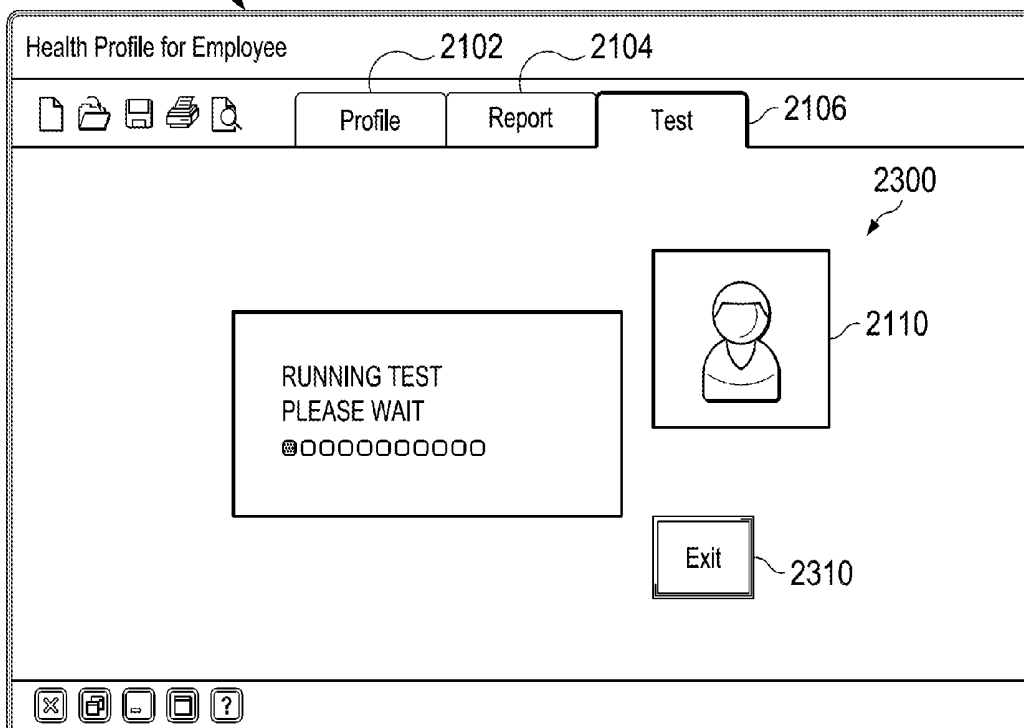 Health Profile for Employee
2102
2104
Profile
Report
Test
2106
2300
2110
RUNNING TEST
PLEASE WAIT
Exit
2310
?